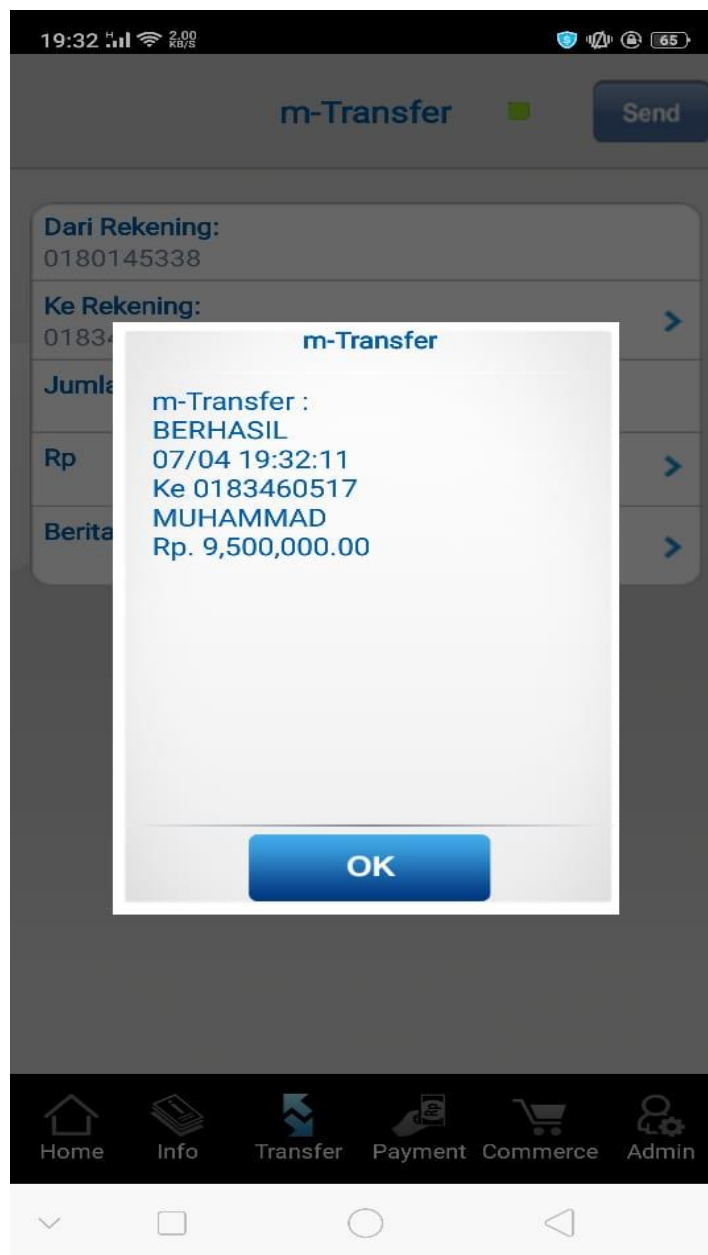 19:32 2.00 KB/S 65
m-Transfer Send
Dari Rekening:
0180145338
Ke Rekening:
0183
Jumla
Rp
Berita
m-Transfer
m-Transfer :
BERHASIL
07/04 19:32:11
Ke 0183460517
MUHAMMAD
Rp. 9,500,000.00
OK
Home Info Transfer Payment Commerce Admin